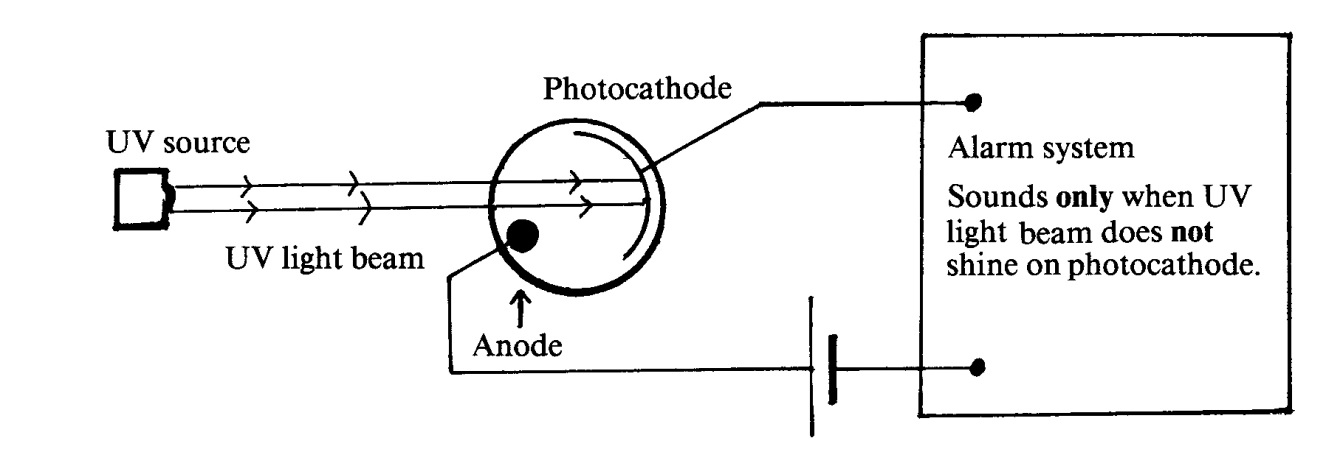 Photocathode
UV source
Alarm system
Sounds only when UV
light beam does not
shine on photocathode.
UV light beam
Anode